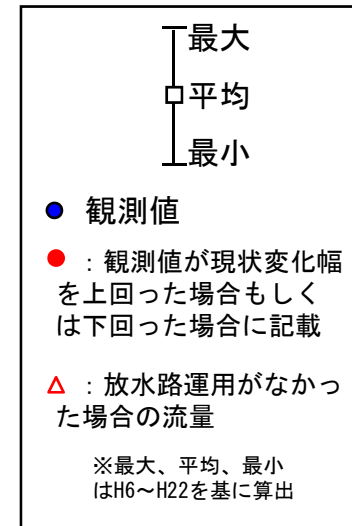 最大
平均
最小
観測値
：観測値が現状変化幅
を上回った場合もしく
は下回った場合に記載
：放水路運用がなかっ
た場合の流量
※最大、平均、最小
はH6～H22を基に算出